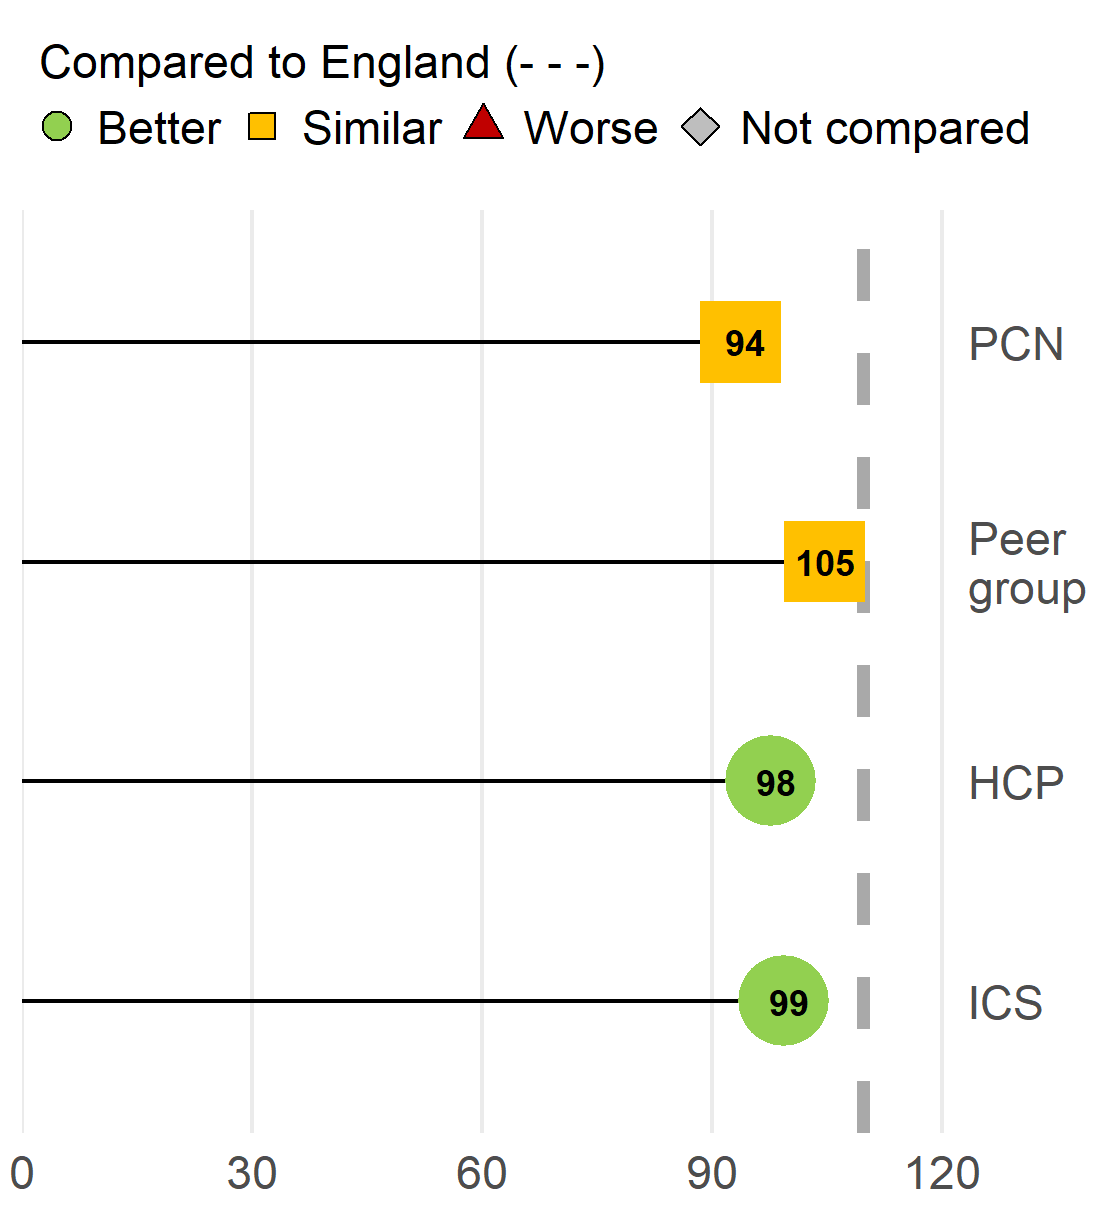 Compared to England (- - -)
Better Similar Worse Not compared
94 PCN
105 Peer
group
98 HCP
99 ICS
0 30 60 90 120